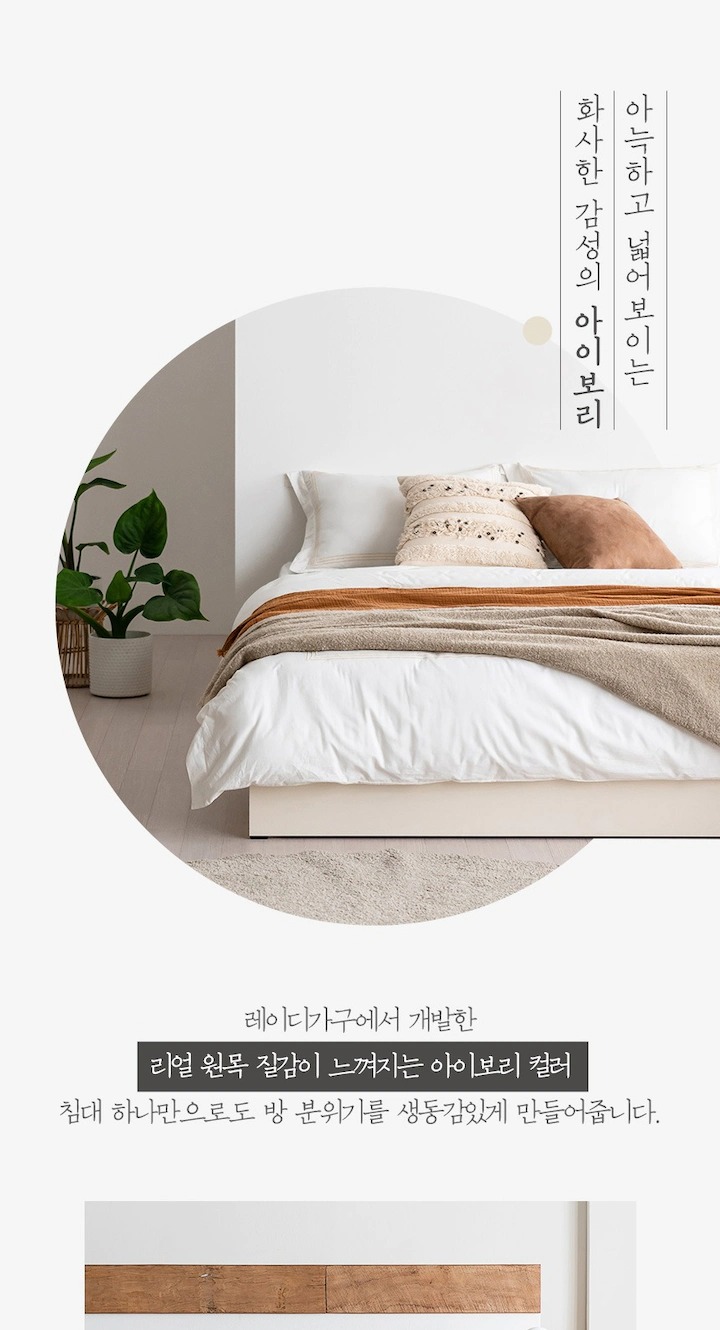 아늑하고 넓어보이는
화사한 감성의 아이보리
레이디가구에서 개발한
리얼 원목 질감이 느껴지는 아이보리 컬러
침대 하나만으로도 방 분위기를 생동감있게 만들어줍니다.